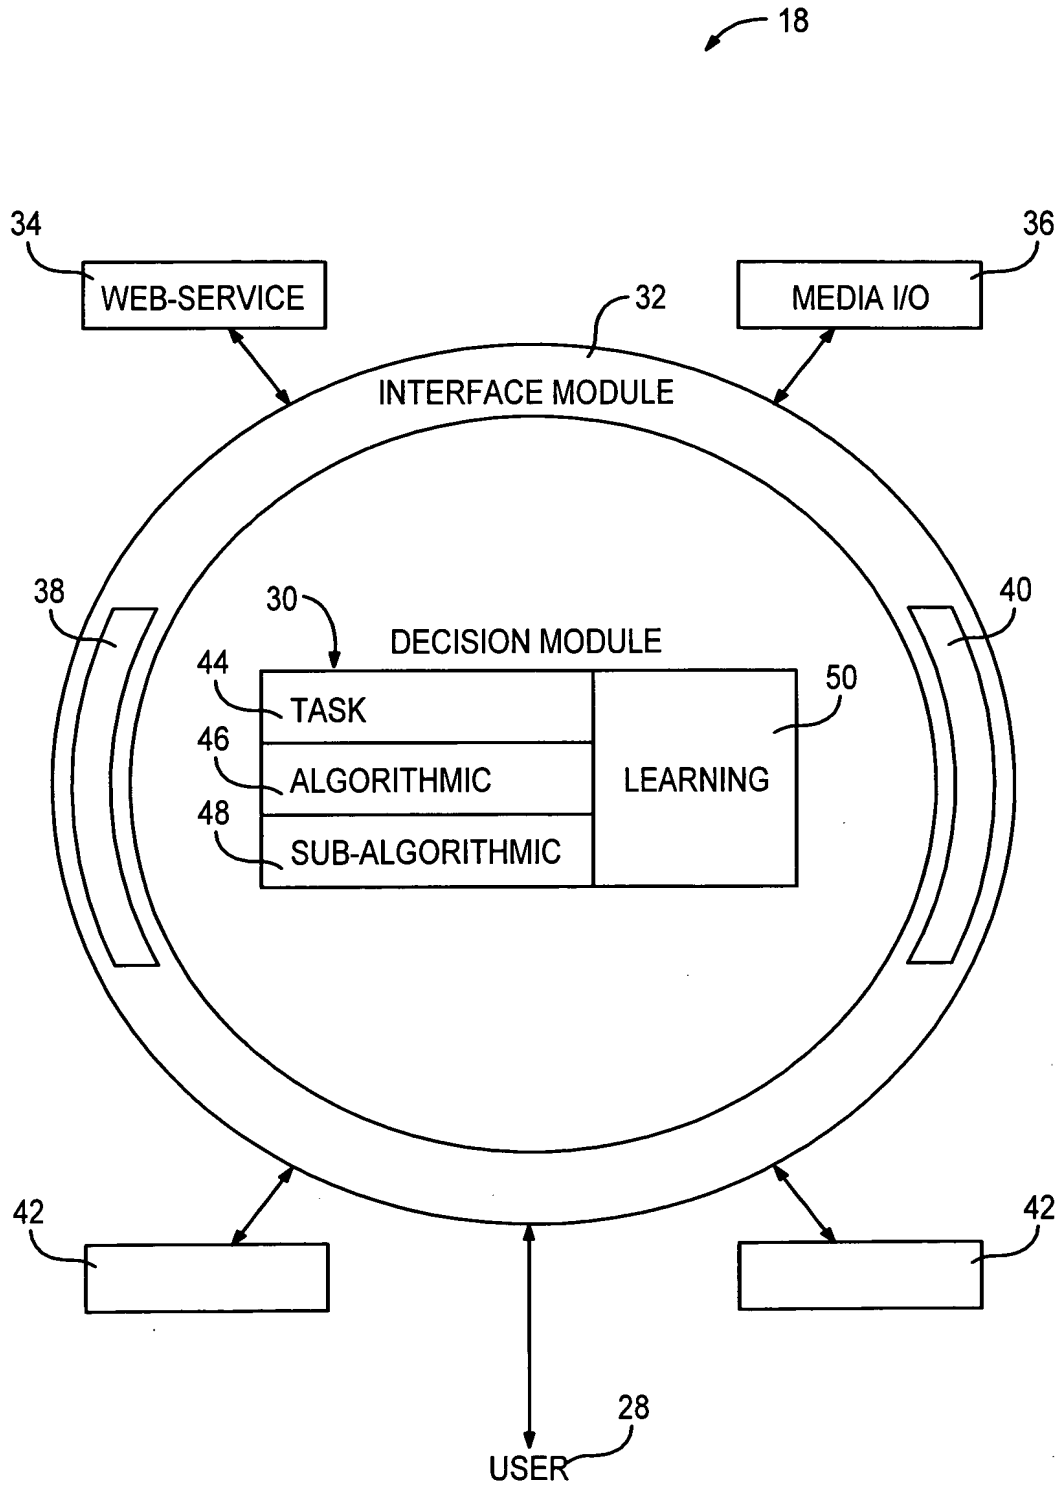 18
34
36
WEB-SERVICE
MEDIA I/O
32
INTERFACE MODULE
38
40
30
DECISION MODULE
44
50
TASK
46
ALGORITHMIC
LEARNING
48
SUB-ALGORITHMIC
42
42
28
USER